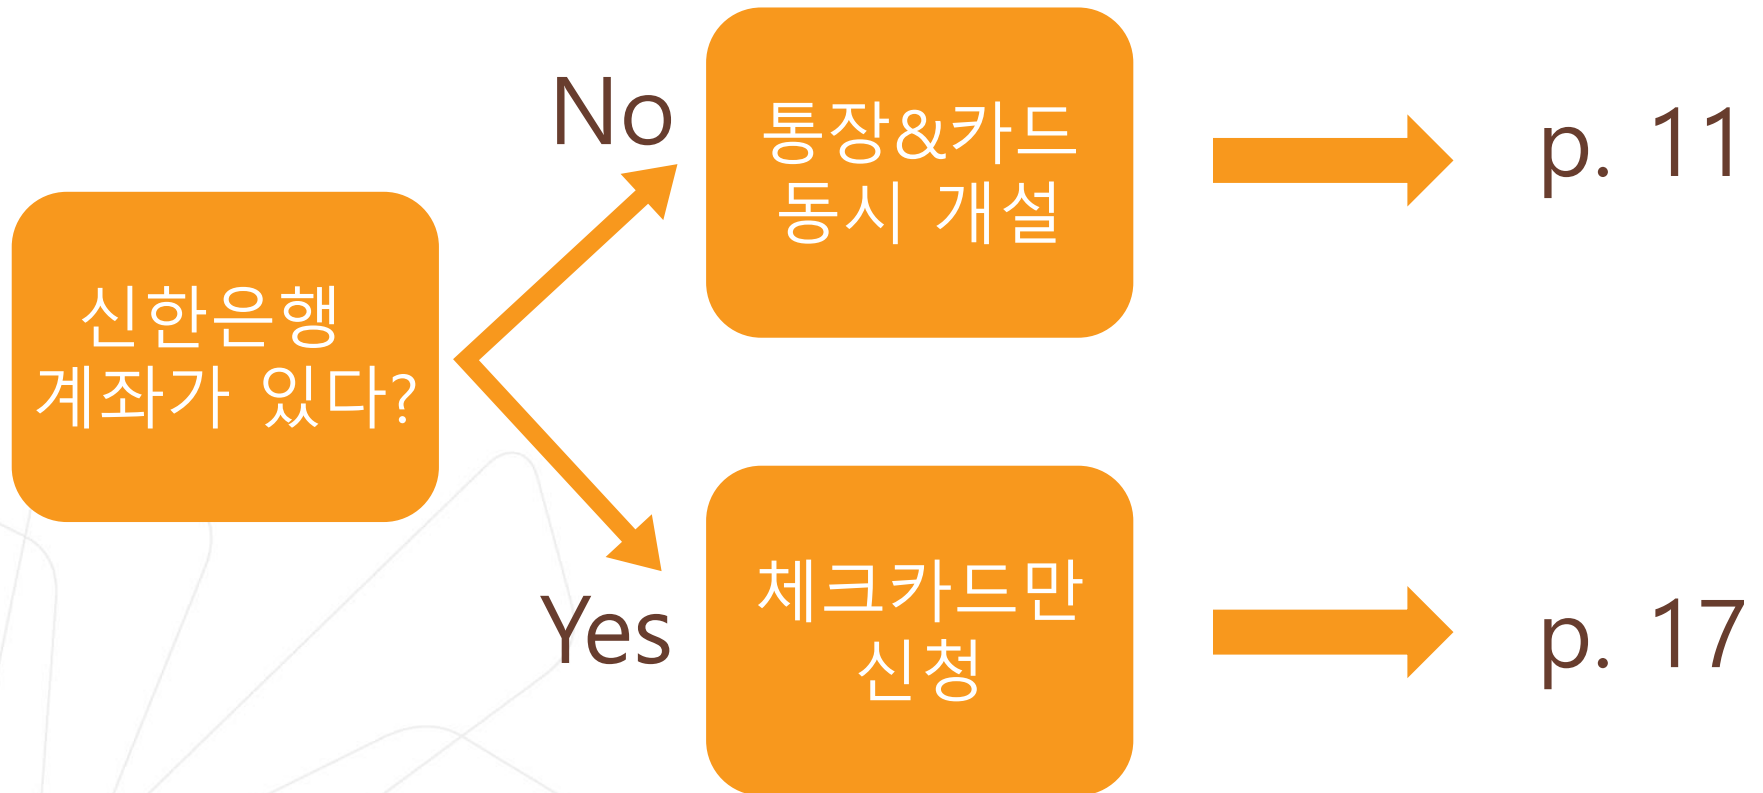 신한은행
계좌가 있다?
No
통장&카드
동시 개설
p. 11
Yes
체크카드만
신청
p. 17